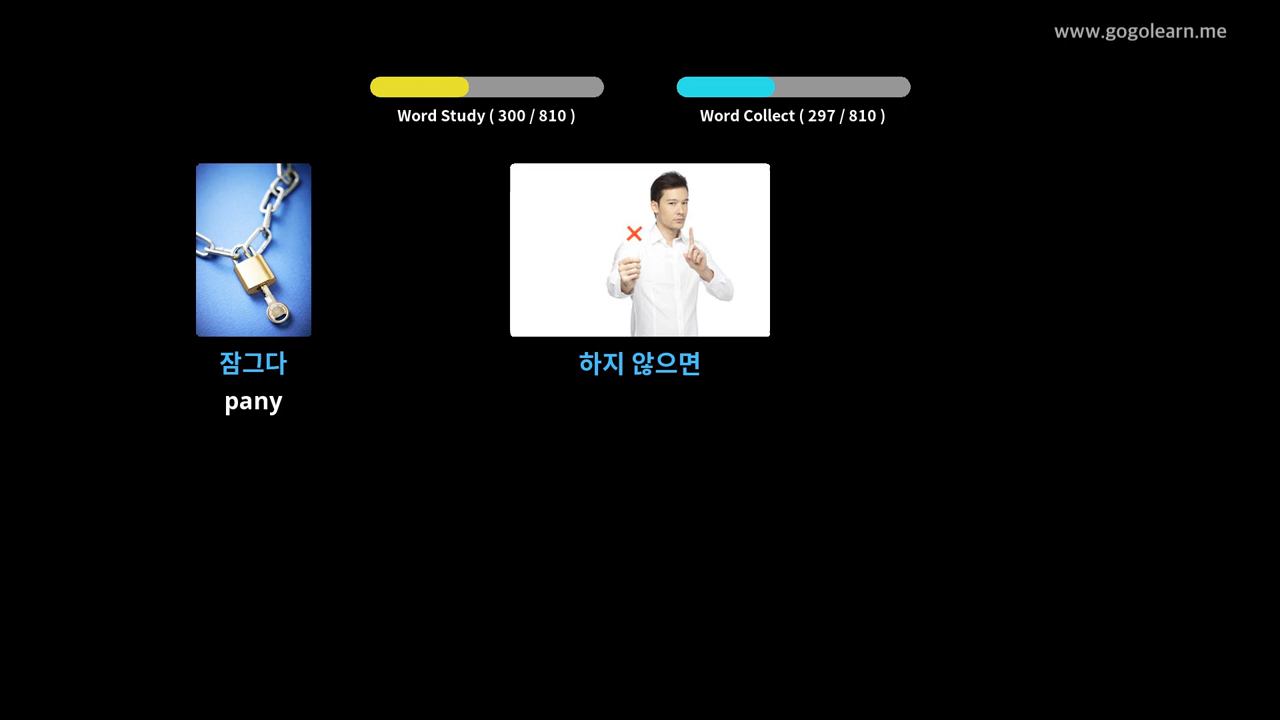 www.gogolearn.me
Word Study ( 300 / 810 )
Word Collect ( 297 / 810 )
잠그다
pany
하지 않으면